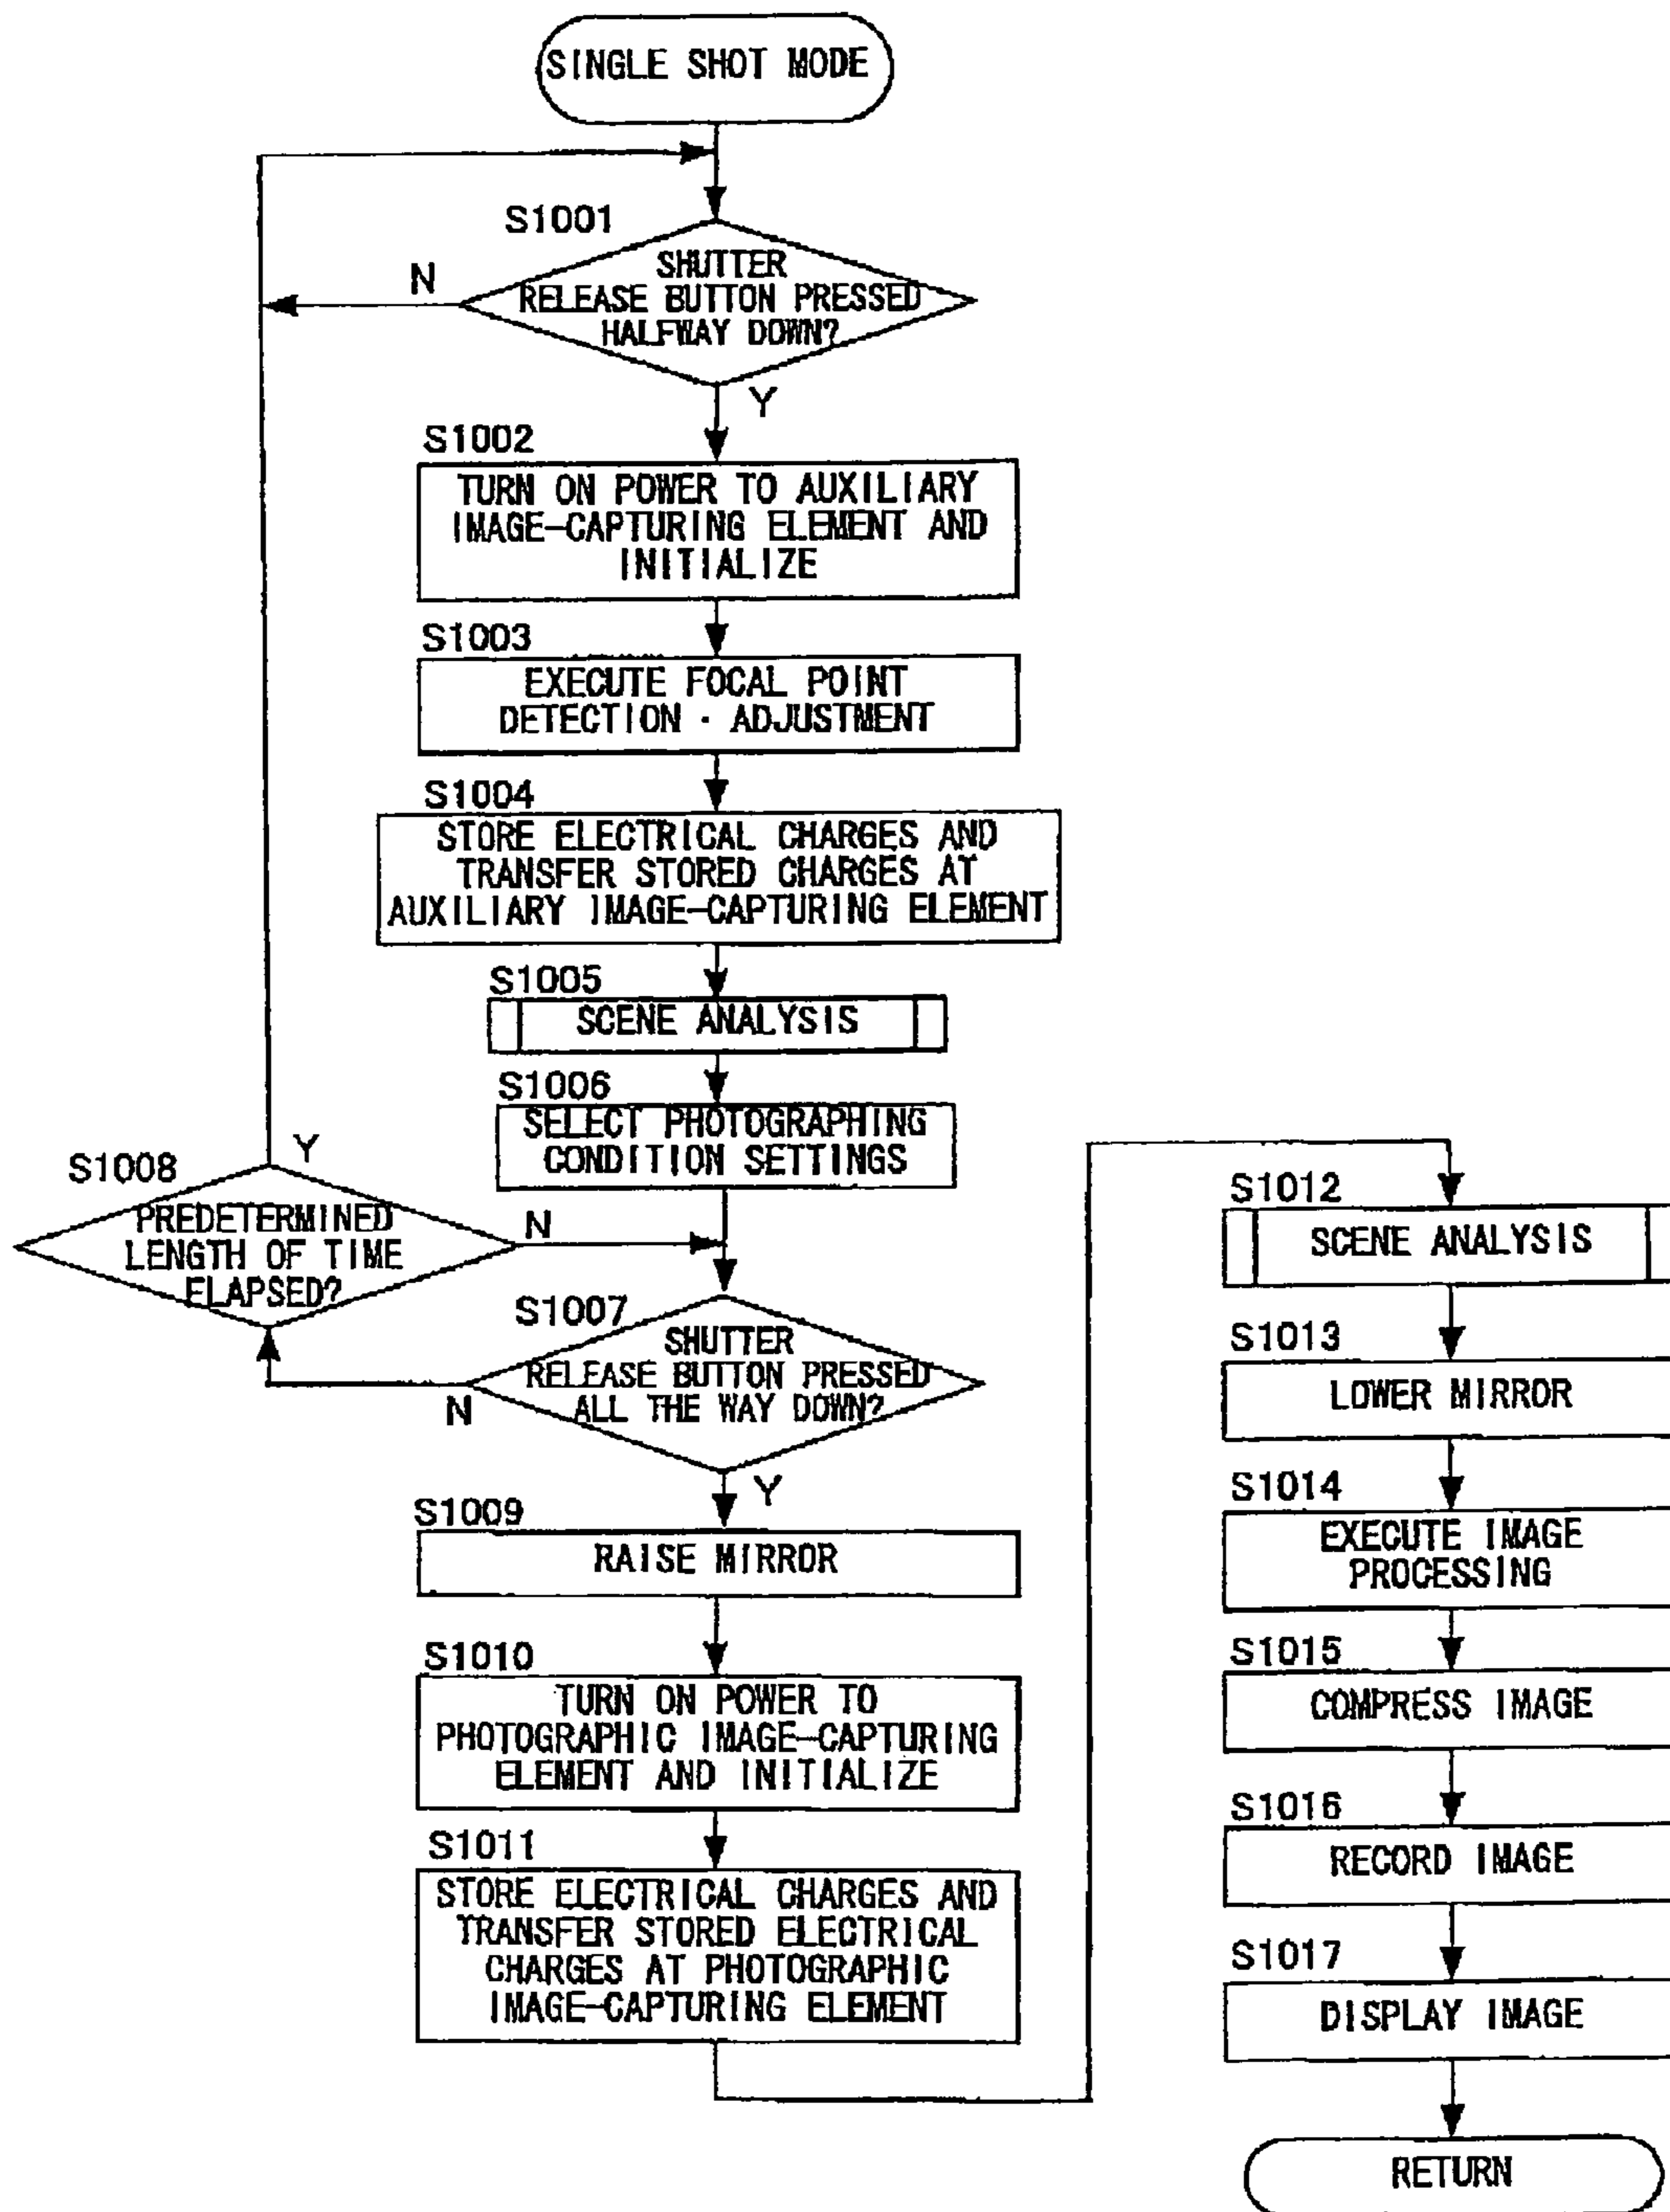 SINGLE SHOT MODE
S1001
SHUTTER
RELEASE BUTTON PRESSED
HALFWAY DOWN?
N
Y
S1002
TURN ON POWER TO AUXILIARY
IMAGE-CAPTURING ELEMENT AND
INITIALIZE
S1003
EXECUTE FOCAL POINT
DETECTION · ADJUSTMENT
S1004
STORE ELECTRICAL CHARGES AND
TRANSFER STORED CHARGES AT
AUXILIARY IMAGE-CAPTURING ELEMENT
S1005
SCENE ANALYSIS
S1006
SELECT PHOTOGRAPHING
CONDITION SETTINGS
S1008
Y
PREDETERMINED
LENGTH OF TIME
ELAPSED?
N
S1007
SHUTTER
RELEASE BUTTON PRESSED
ALL THE WAY DOWN?
N
Y
S1009
RAISE MIRROR
S1010
TURN ON POWER TO
PHOTOGRAPHIC IMAGE-CAPTURING
ELEMENT AND INITIALIZE
S1011
STORE ELECTRICAL CHARGES AND
TRANSFER STORED ELECTRICAL
CHARGES AT PHOTOGRAPHIC
IMAGE-CAPTURING ELEMENT
S1012
SCENE ANALYSIS
S1013
LOWER MIRROR
S1014
EXECUTE IMAGE
PROCESSING
S1015
COMPRESS IMAGE
S1016
RECORD IMAGE
S1017
DISPLAY IMAGE
RETURN